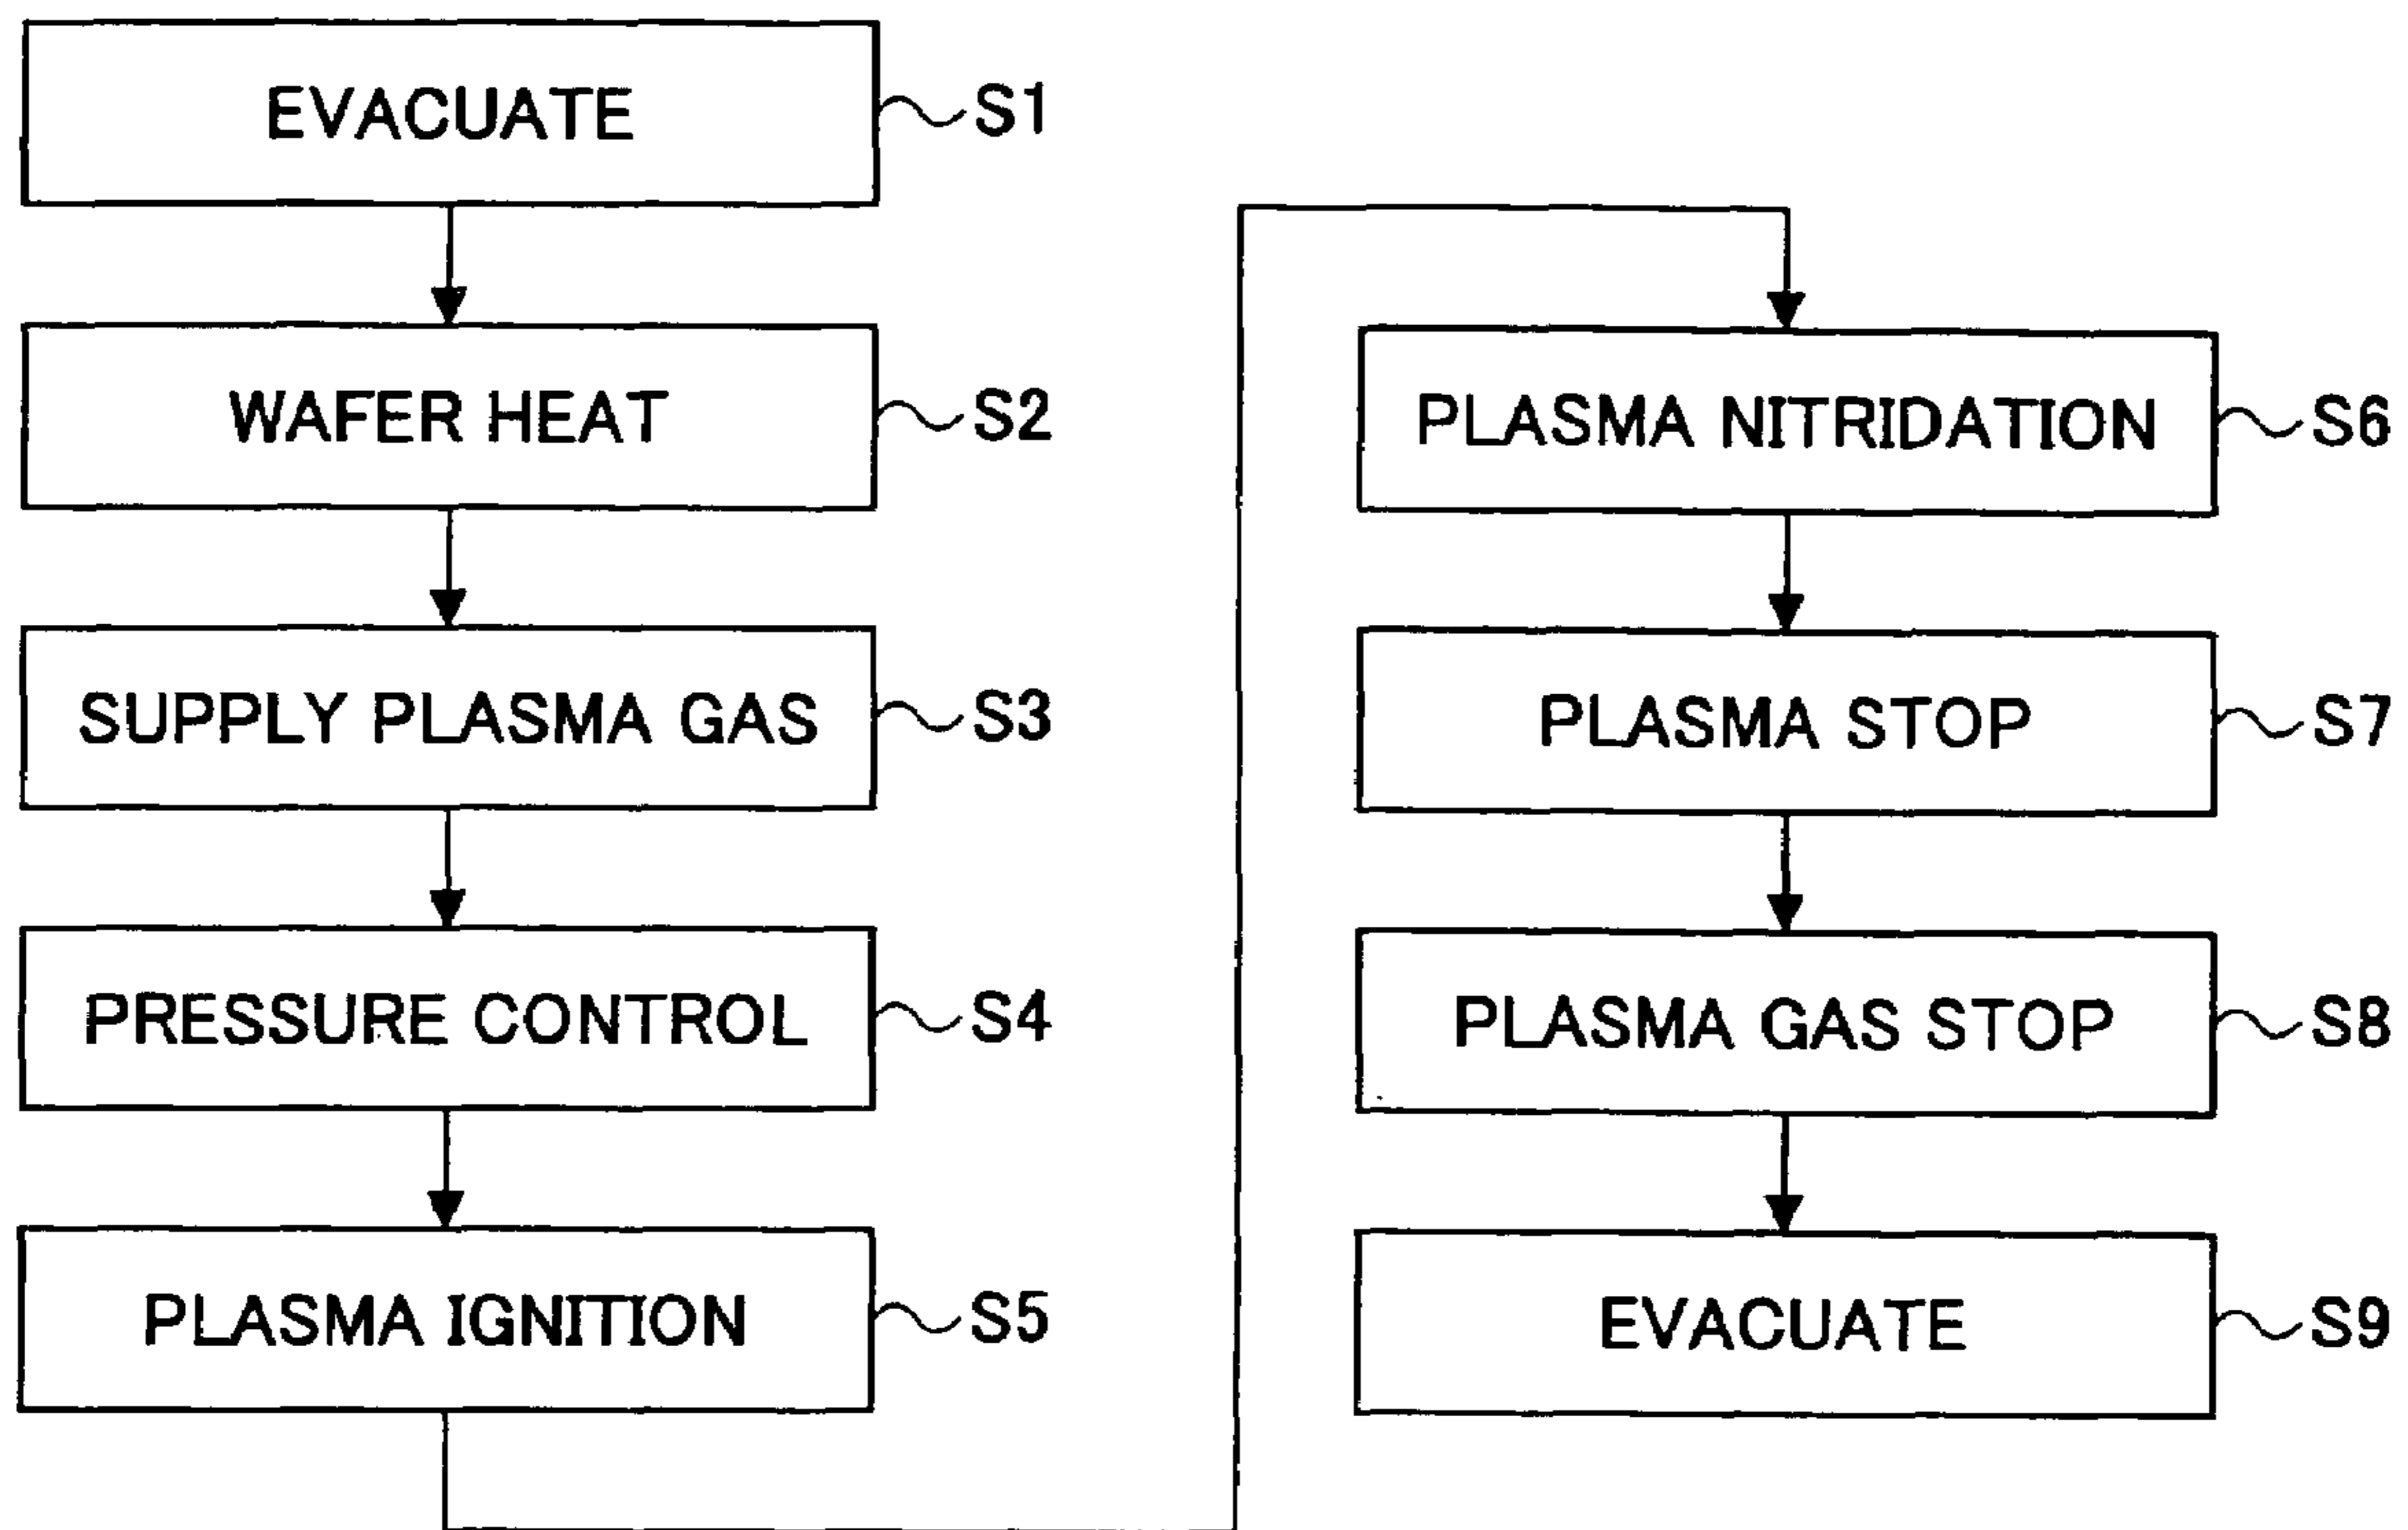 EVACUATE S1
WAFER HEAT S2
SUPPLY PLASMA GAS S3
PRESSURE CONTROL S4
PLASMA IGNITION S5
PLASMA NITRIDATION S6
PLASMA STOP S7
PLASMA GAS STOP S8
EVACUATE S9